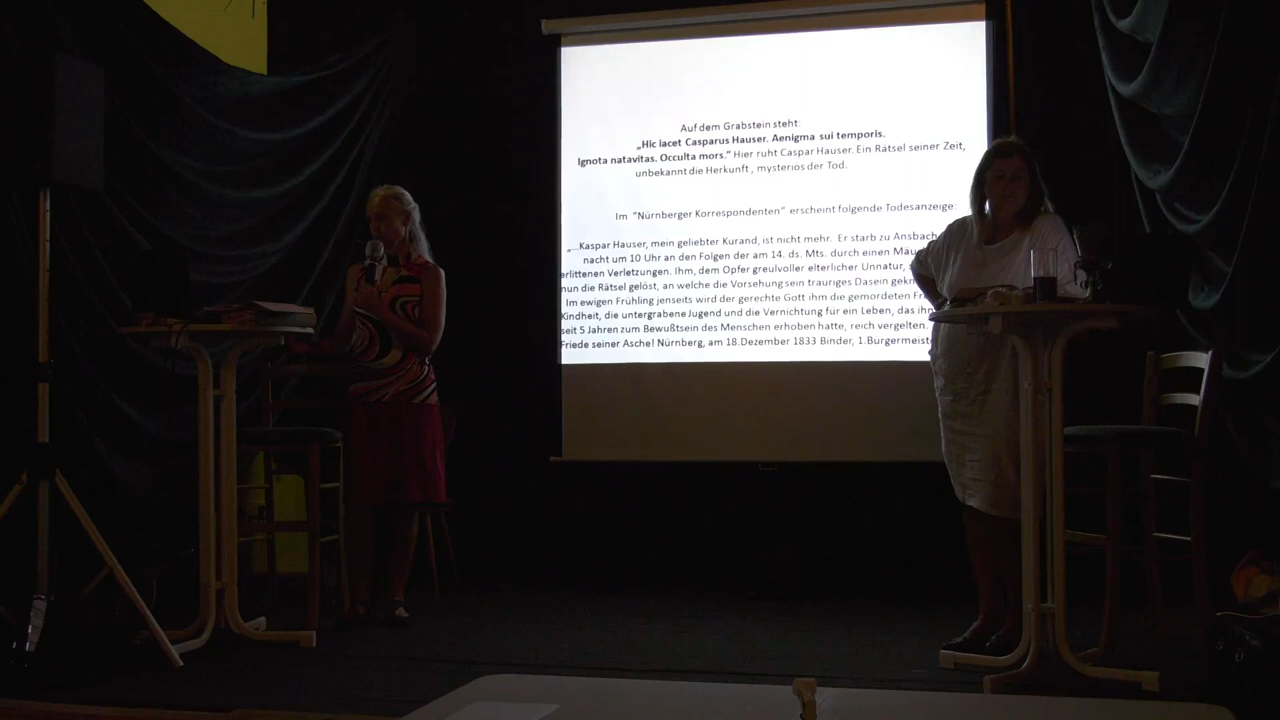 Auf dem Grabstein steht:
„Hic iacet Casparus Hauser. Aenigma sui temporis.
Ignota natavitas. Occulta mors.“ Hier ruht Caspar Hauser. Ein Rätsel seiner Zeit,
unbekannt die Herkunft , mysteriös der Tod.
Im "Nürnberger Korrespondenten“ erscheint folgende Todesanzeige:
„...Kaspar Hauser, mein geliebter Kurand, ist nicht mehr. Er starb zu Ansbach
nacht um 10 Uhr an den Folgen der am 14. ds. Mts. durch einen
erlittenen Verletzungen. Ihm, dem Opfer greulvoller elterlicher Unnatur,
nun die Rätsel gelöst, an welche die Vorsehung sein trauriges Dasein
Im ewigen Frühling jenseits wird der gerechte Gott ihm die gemordeten
Kindheit, die untergrabene Jugend und die Vernichtung für ein Leben, das
seit 5 Jahren zum Bewußtsein des Menschen erhoben hatte, reich vergelten.
Friede seiner Asche! Nürnberg, am 18.Dezember 1833 Binder, 1.Burgermeist